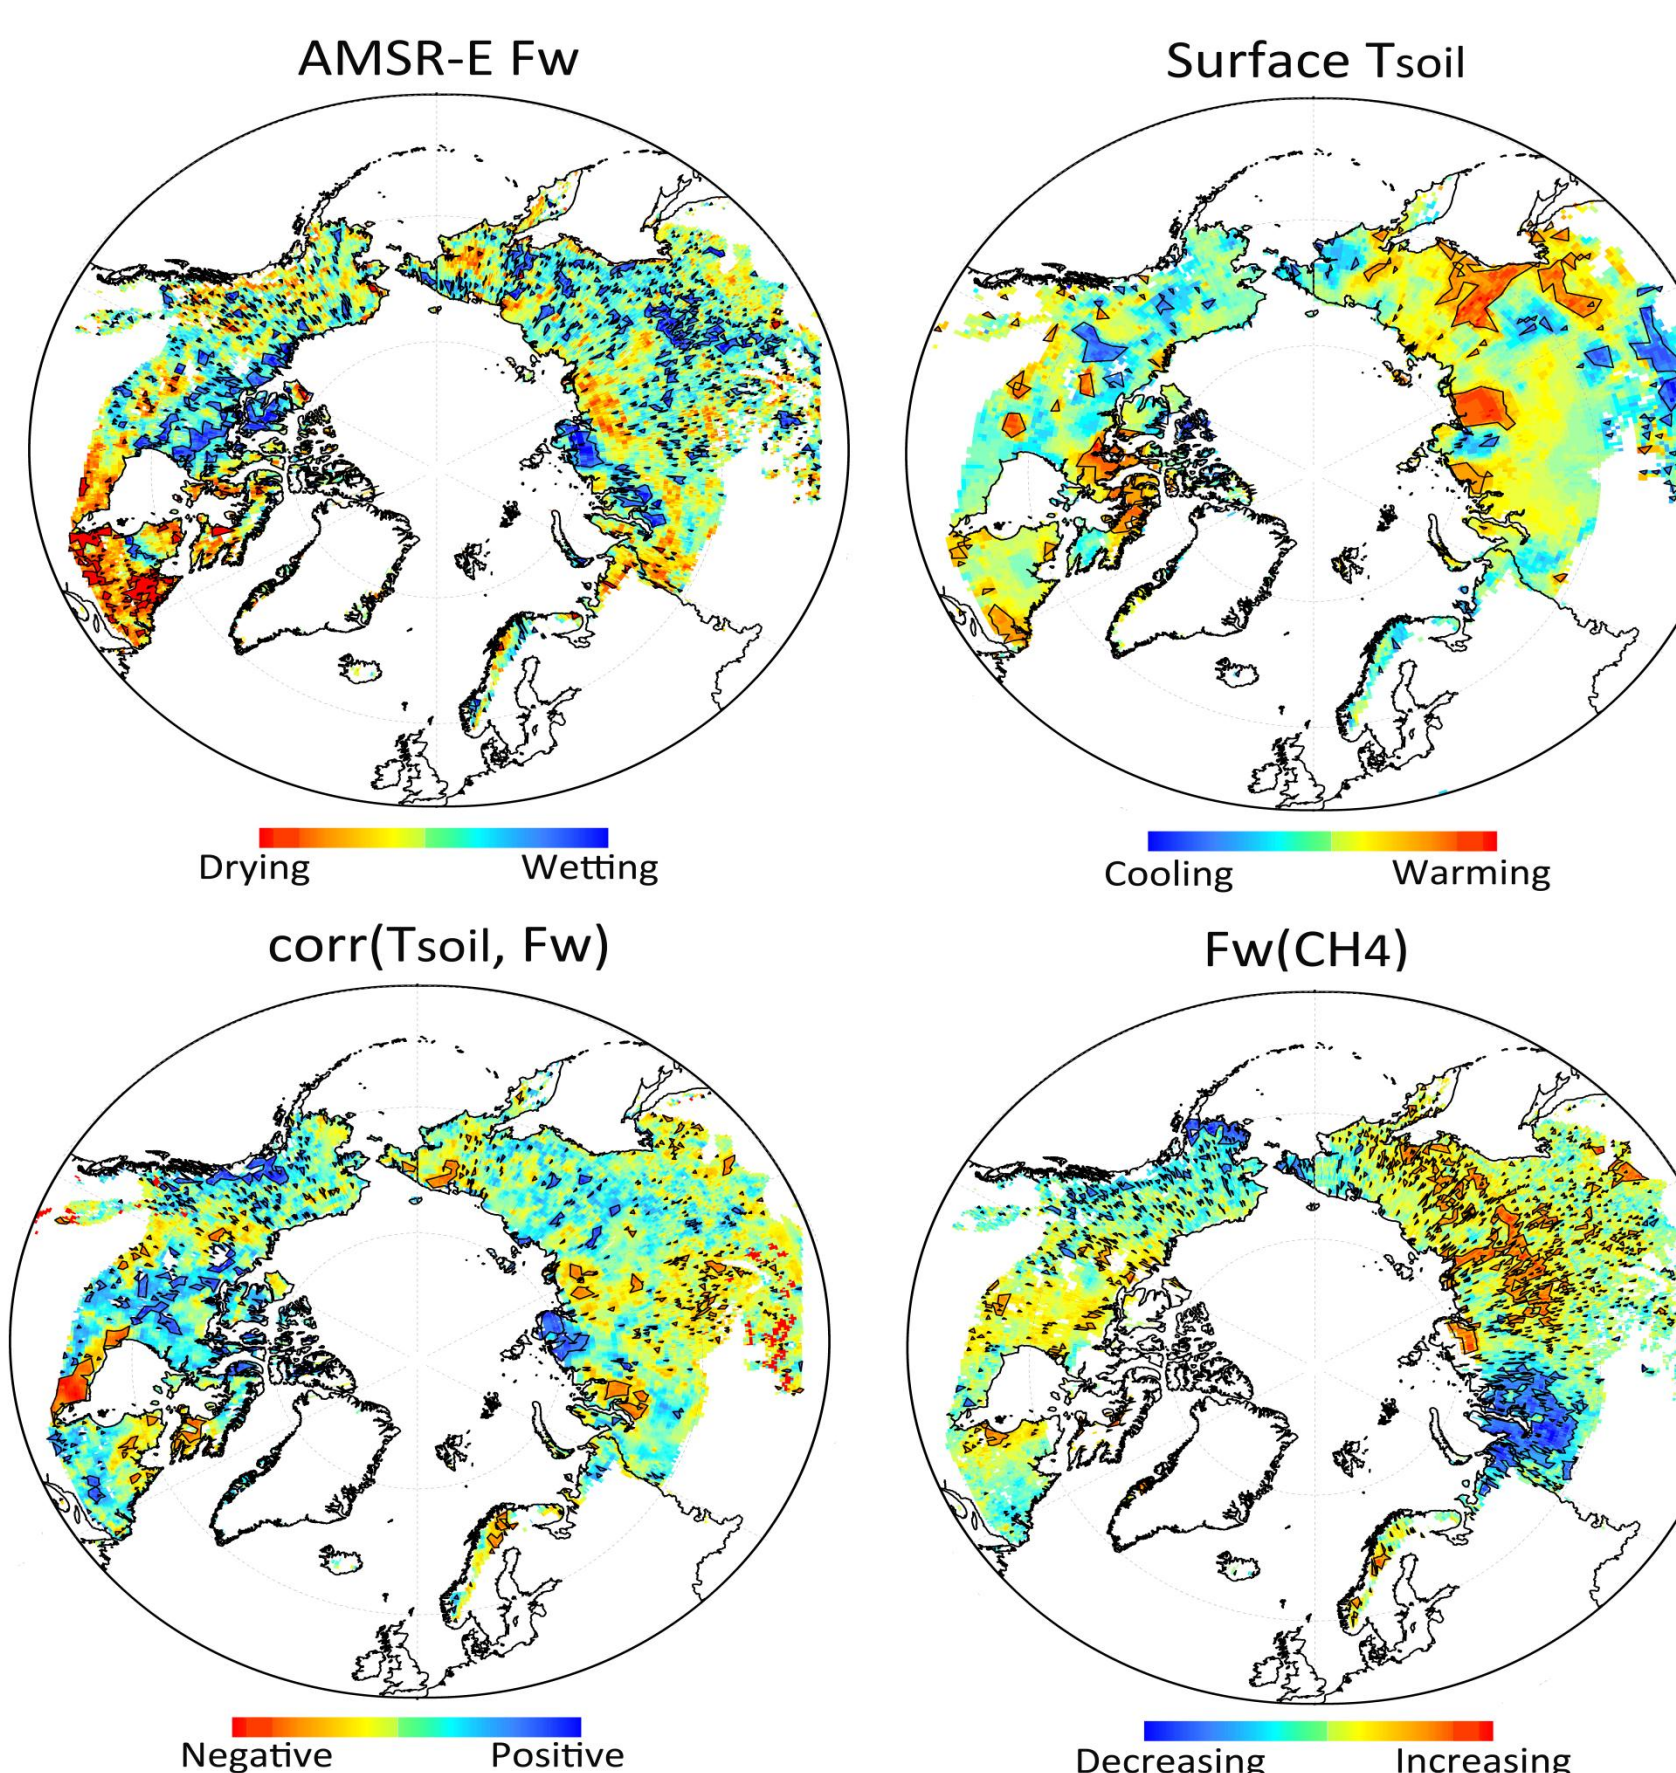 AMSR-E Fw
Surface Tsoil
Drying
Wetting
Cooling
Warming
corr(Tsoil, Fw)
Fw(CH4)
Negative
Positive
Decreasing
Increasing